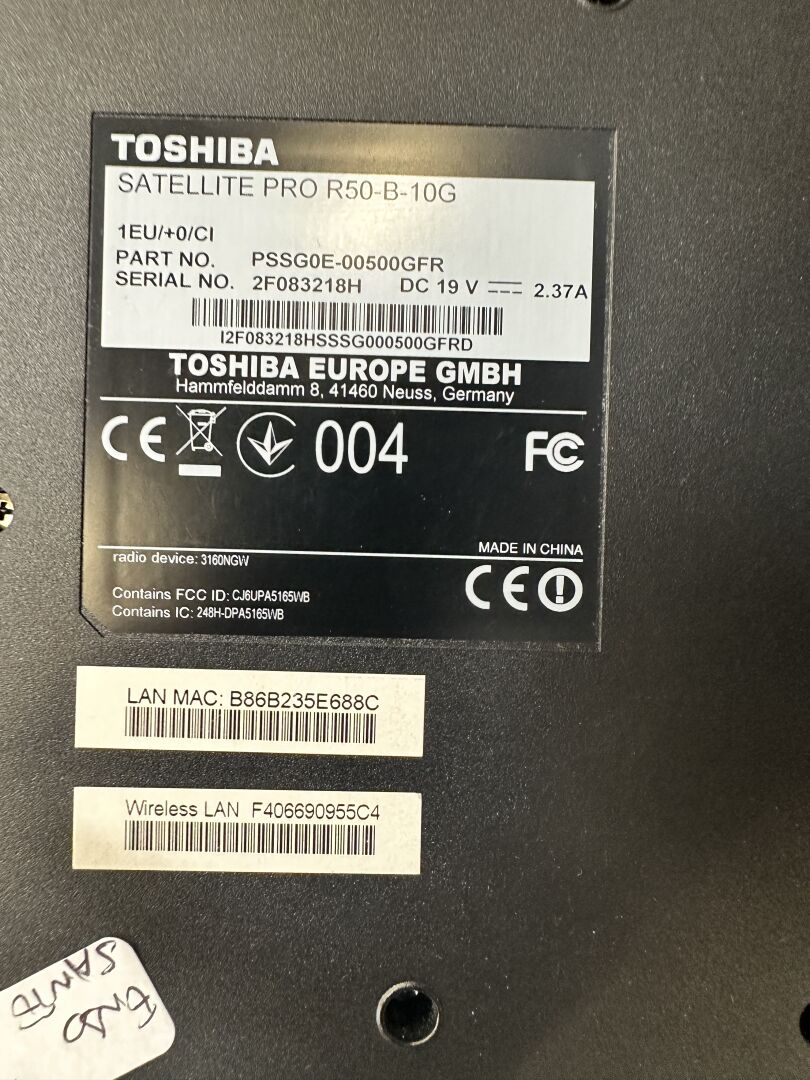 TOSHIBA
SATELLITE PRO R50-B-10G
1EU/+0/CI
PART NO. PSSG0E-00500GFR
SERIAL NO. 2F083218H DC 19 V 2.37A
I2F083218HSSSG000500GFRD
TOSHIBA EUROPE GMBH
Hammfelddamm 8, 41460 Neuss, Germany
CE 004 FC
MADE IN CHINA
radio device: 3160NGW
CE
Contains FCC ID: CJ6UPA5165WB
Contains IC: 248H-DPA5165WB
LAN MAC: B86B235E688C
Wireless LAN F406690955C4
ENDO
SANTE